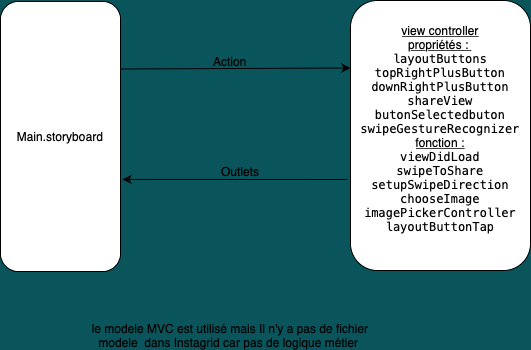 Main.storyboard
Action
Outlets
view controller
propriétés :
layoutButtons
topRightPlusButton
downRightPlusButton
shareView
butonSelectedbuton
swipeGestureRecognizer
fonction :
viewDidLoad
swipeToShare
setupSwipeDirection
chooseImage
imagePickerController
layoutButtonTap
le modele MVC est utilisé mais Il n'y a pas de fichier
modele dans Instagrid car pas de logique métier